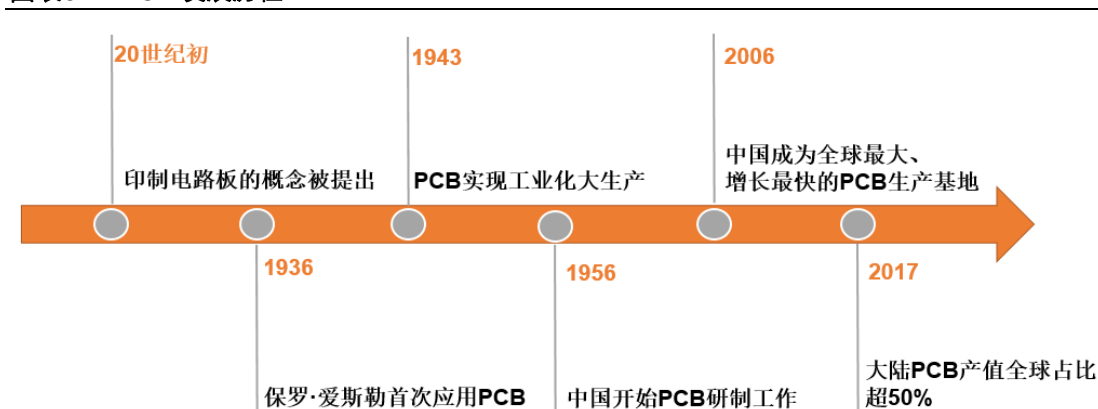 20世纪初
印制电路板的概念被提出
1936
保罗·爱斯勒首次应用PCB
1943
PCB实现工业化大生产
1956
中国开始PCB研制工作
2006
中国成为全球最大、
增长最快的PCB生产基地
2017
大陆PCB产值全球占比
超50%